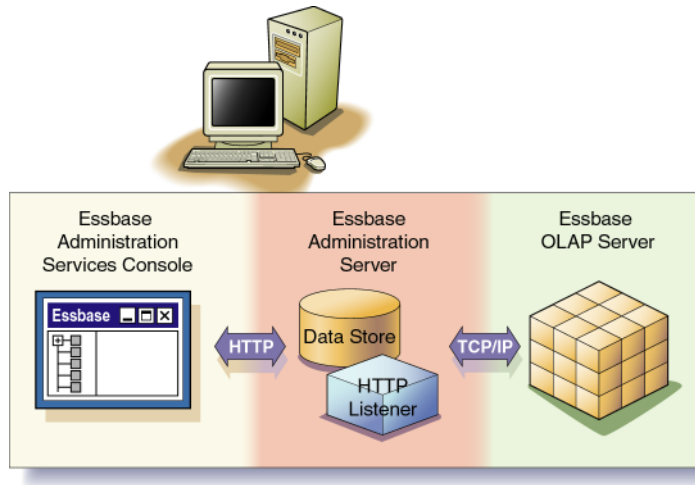 Essbase
Administration
Services Console
Essbase
Administration
Server
Essbase
OLAP Server
Essbase
HTTP
Data Store
HTTP
Listener
TCP/IP